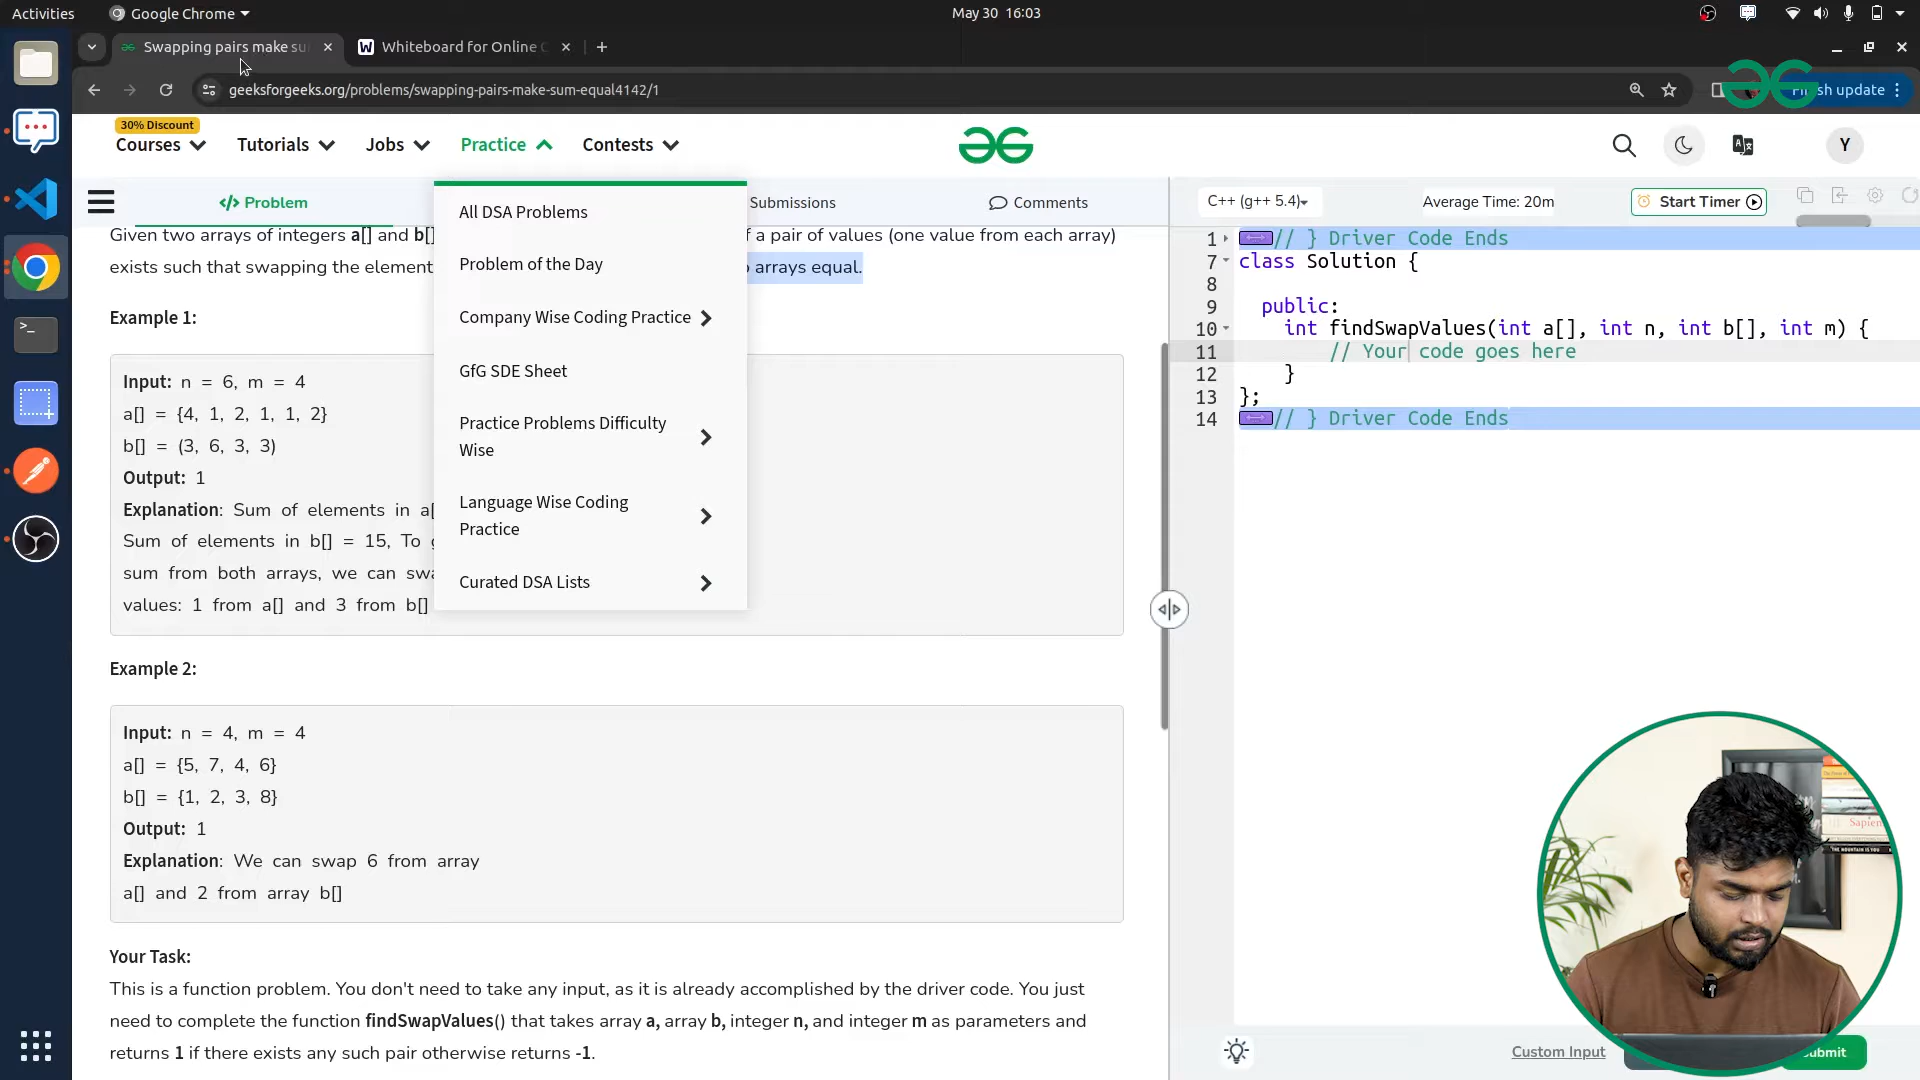 Activities
Google Chrome
May 30 16:03
Swapping pairs make su
Whiteboard for Online
geeksforgeeks.org/problems/swapping-pairs-make-sum-equal4142/1
sh update
30% Discount
Courses
Tutorials
Jobs
Practice
Contests
Y
</> Problem
Submissions
Comments
All DSA Problems
Problem of the Day
Company Wise Coding Practice
GfG SDE Sheet
Practice Problems Difficulty
Wise
Language Wise Coding
Practice
Curated DSA Lists
Given two arrays of integers a[] and b[]
f a pair of values (one value from each array)
exists such that swapping the element
arrays equal.
Example 1:
Input: n = 6, m = 4
a[] = {4, 1, 2, 1, 1, 2}
b[] = (3, 6, 3, 3)
Output: 1
Explanation: Sum of elements in a[
Sum of elements in b[] = 15, To
sum from both arrays, we can
values: 1 from a[] and 3 from b[]
Example 2:
Input: n = 4, m = 4
a[] = {5, 7, 4, 6}
b[] = {1, 2, 3, 8}
Output: 1
Explanation: We can swap 6 from array
a[] and 2 from array b[]
Your Task:
This is a function problem. You don't need to take any input, as it is already accomplished by the driver code. You just
need to complete the function findSwapValues() that takes array a, array b, integer n, and integer m as parameters and
returns 1 if there exists any such pair otherwise returns -1.
C++ (g++ 5.4)
Average Time: 20m
Start Timer
1 // } Driver Code Ends
7 class Solution {
8
9 public:
10 int findSwapValues(int a[], int n, int b[], int m) {
11 // Your code goes here
12 }
13 };
14 // } Driver Code Ends
Sapien
Custom Input
ubmit